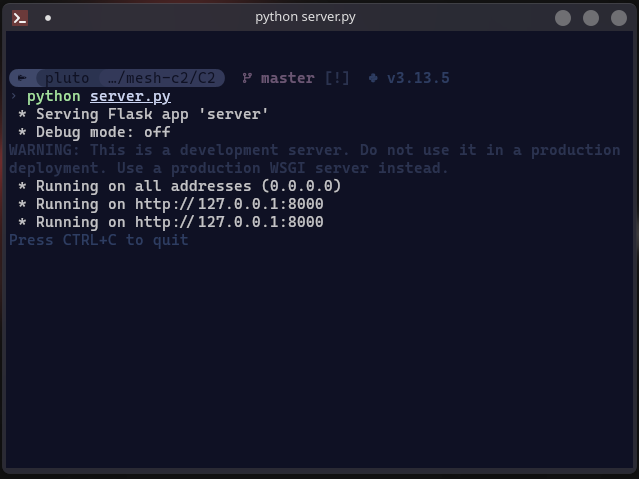 python server.py
pluto …/mesh-c2/C2 master [!] v3.13.5
› python server.py
* Serving Flask app 'server'
* Debug mode: off
WARNING: This is a development server. Do not use it in a production
deployment. Use a production WSGI server instead.
* Running on all addresses (0.0.0.0)
* Running on http://127.0.0.1:8000
* Running on http://127.0.0.1:8000
Press CTRL+C to quit